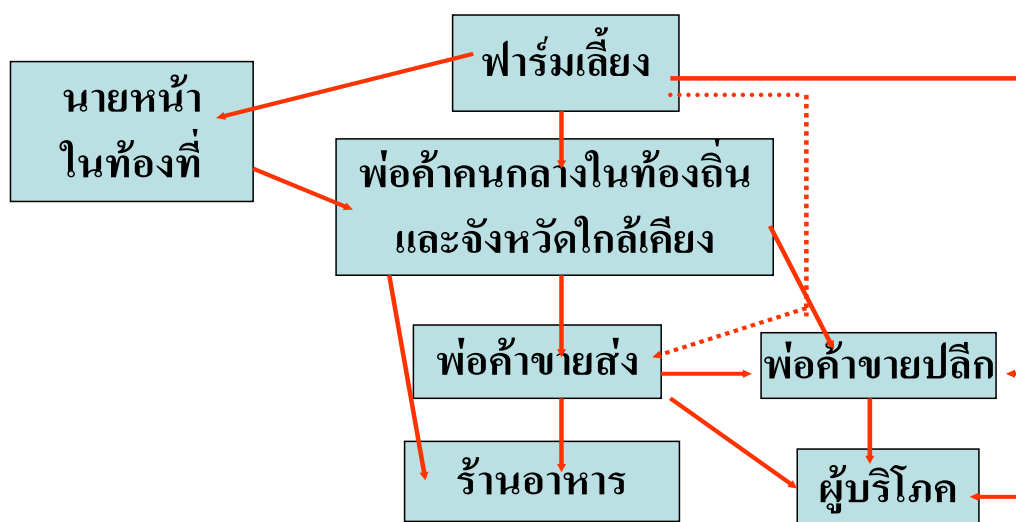 ฟาร์มเลี้ยง
นายหน้า
ในท้องที่
พ่อค้าคนกลางในท้องถิ่น
และจังหวัดใกล้เคียง
พ่อค้าขายส่ง
พ่อค้าขายปลีก
ร้านอาหาร
ผู้บริโภค